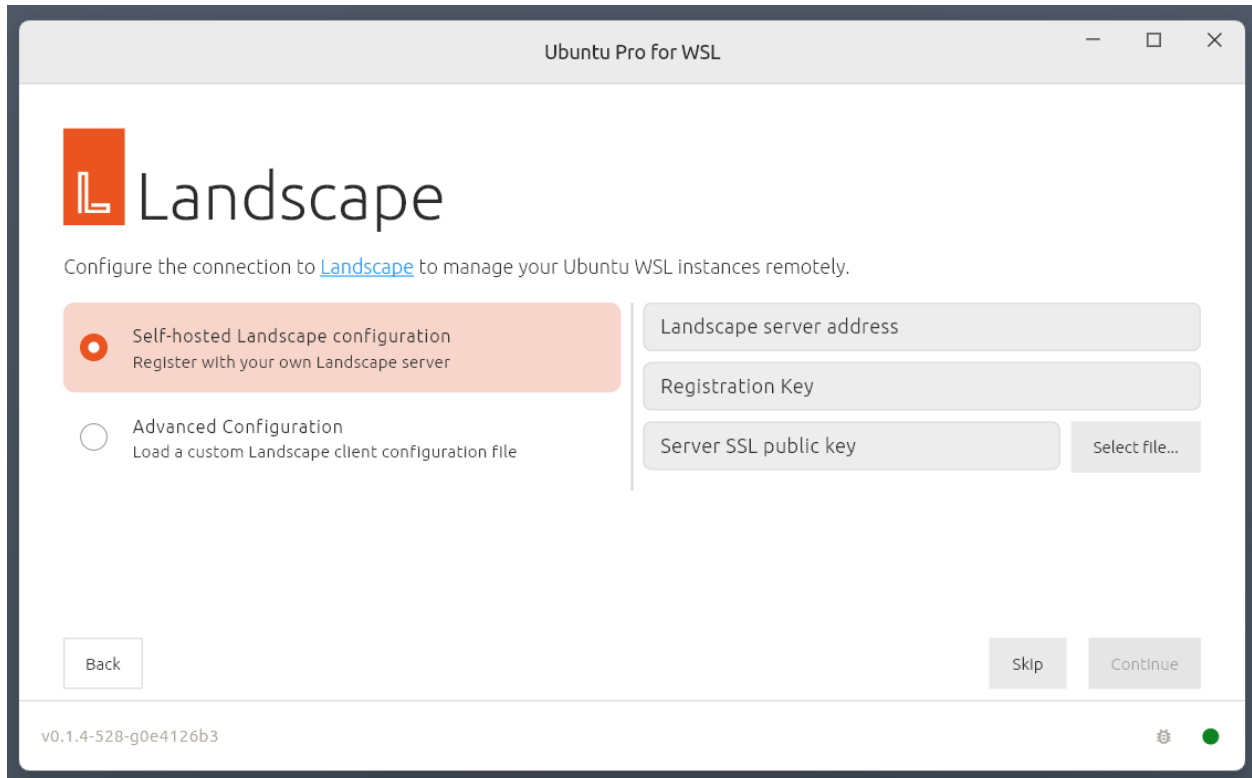 Ubuntu Pro for WSL
L Landscape
Configure the connection to Landscape to manage your Ubuntu WSL instances remotely.
Self-hosted Landscape configuration
Register with your own Landscape server
Advanced Configuration
Load a custom Landscape client configuration file
Landscape server address
Registration Key
Server SSL public key
Select file...
Back
Skip
Continue
v0.1.4-528-g0e4126b3